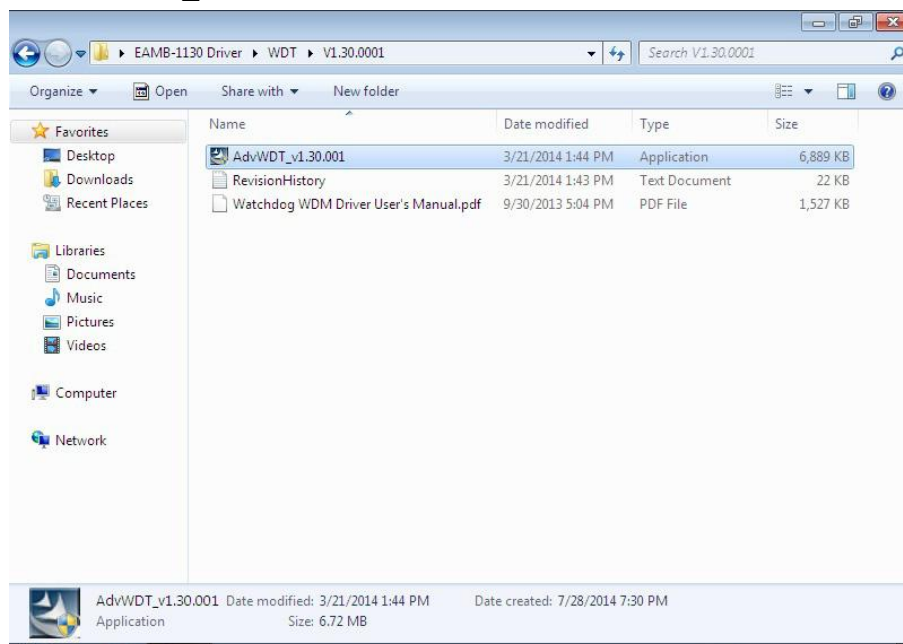 EAMB-1130 Driver ▸ WDT ▸ V1.30.0001
Search V1.30.0001
Organize Open Share with New folder
Name Date modified Type Size
Favorites
Desktop
Downloads
Recent Places
Libraries
Documents
Music
Pictures
Videos
Computer
Network
AdvWDT_v1.30.001 3/21/2014 1:44 PM Application 6,889 KB
RevisionHistory 3/21/2014 1:43 PM Text Document 22 KB
Watchdog WDM Driver User's Manual.pdf 9/30/2013 5:04 PM PDF File 1,527 KB
AdvWDT_v1.30.001 Date modified: 3/21/2014 1:44 PM Date created: 7/28/2014 7:30 PM
Application Size: 6.72 MB